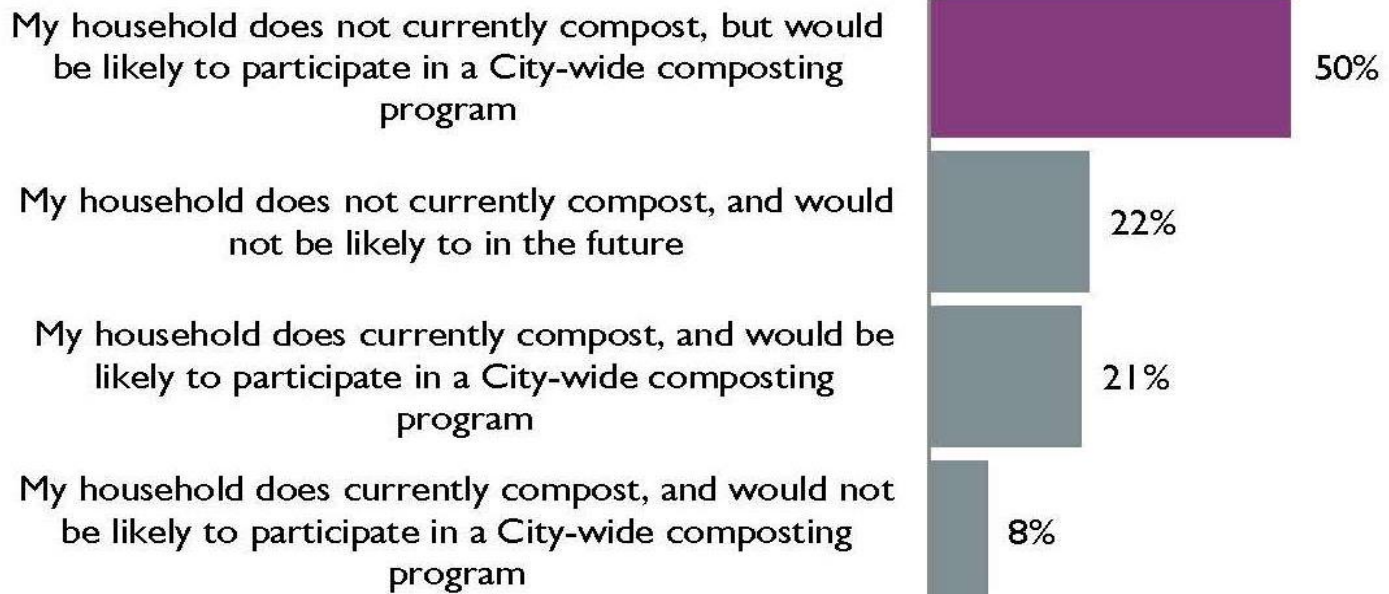 My household does not currently compost, but would
be likely to participate in a City-wide composting
program
50%
My household does not currently compost, and would
not be likely to in the future
22%
My household does currently compost, and would be
likely to participate in a City-wide composting
program
21%
My household does currently compost, and would not
be likely to participate in a City-wide composting
program
8%